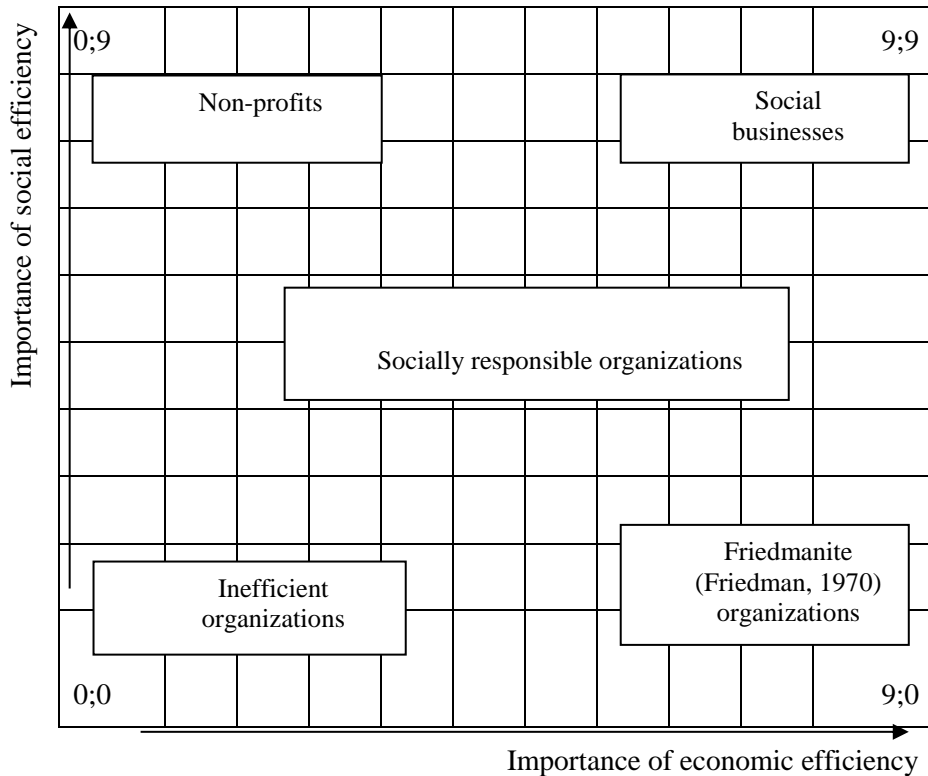 0;9
9;9
Non-profits
Social
businesses
Importance of social efficiency
Socially responsible organizations
Inefficient
organizations
Friedmanite
(Friedman, 1970)
organizations
0;0
9;0
Importance of economic efficiency